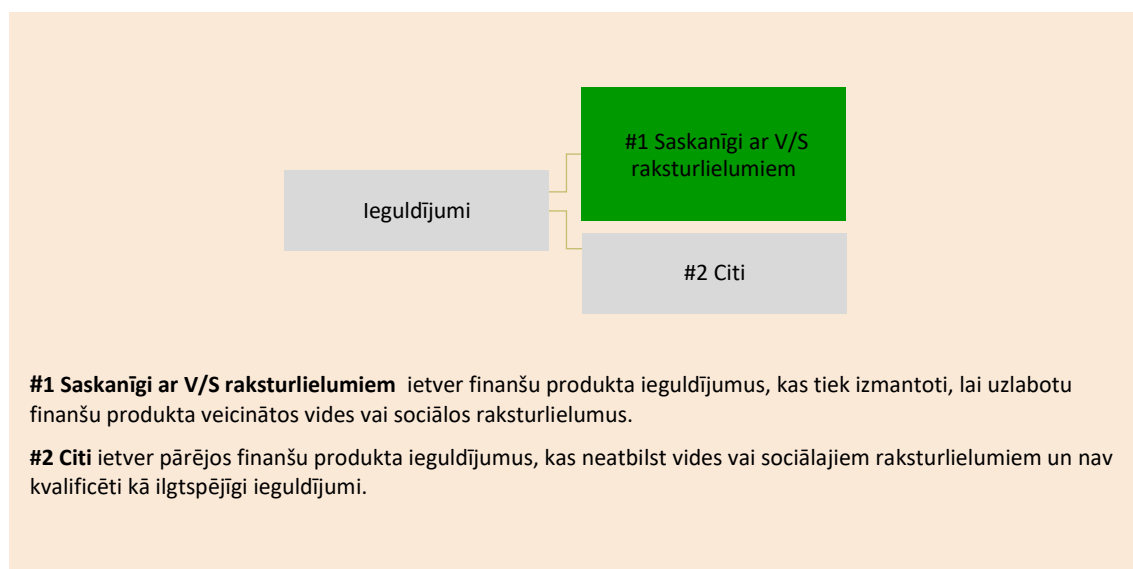 #1 Saskanīgi ar V/S
raksturlielumiem
Ieguldījumi
#2 Citi
#1 Saskanīgi ar V/S raksturlielumiem ietver finanšu produkta ieguldījumus, kas tiek izmantoti, lai uzlabotu
finanšu produkta veicinātos vides vai sociālos raksturlielumus.
#2 Citi ietver pārējos finanšu produkta ieguldījumus, kas neatbilst vides vai sociālajiem raksturlielumiem un nav
kvalificēti kā ilgtspējīgi ieguldījumi.